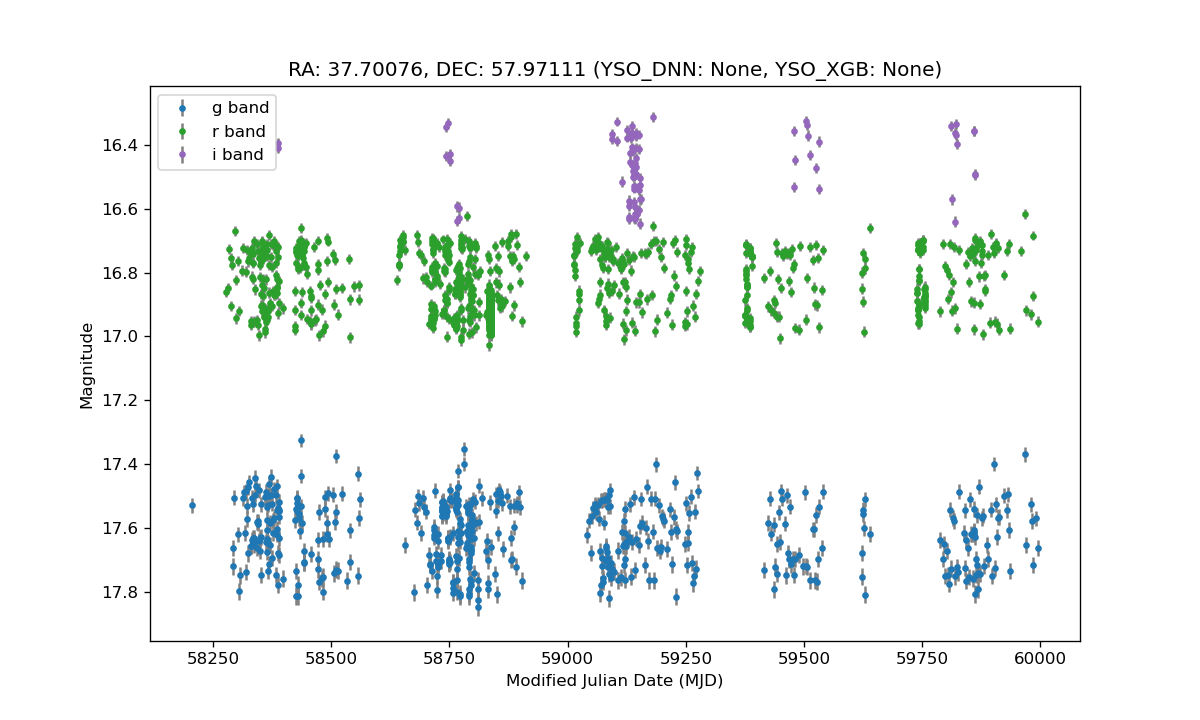 RA: 37.70076, DEC: 57.97111 (YSO_DNN: None, YSO_XGB: None)
g band
r band
i band
16.4
16.6
16.8
17.0
17.2
17.4
17.6
17.8
Magnitude
58250 58500 58750 59000 59250 59500 59750 60000
Modified Julian Date (MJD)